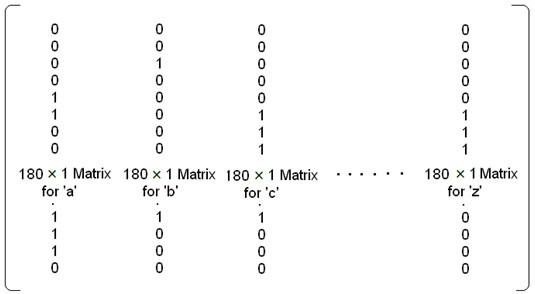 0 0 0 0
0 0 0 0
0 1 0 0
0 0 0 0
1 0 0 0
1 0 1 1
0 0 1 1
0 0 1 1
180 × 1 Matrix 180 × 1 Matrix 180 × 1 Matrix · · · · · · 180 × 1 Matrix
for 'a' for 'b' for 'c' for 'z'
. . . .
1 1 1 0
1 0 0 0
1 0 0 0
0 0 0 0